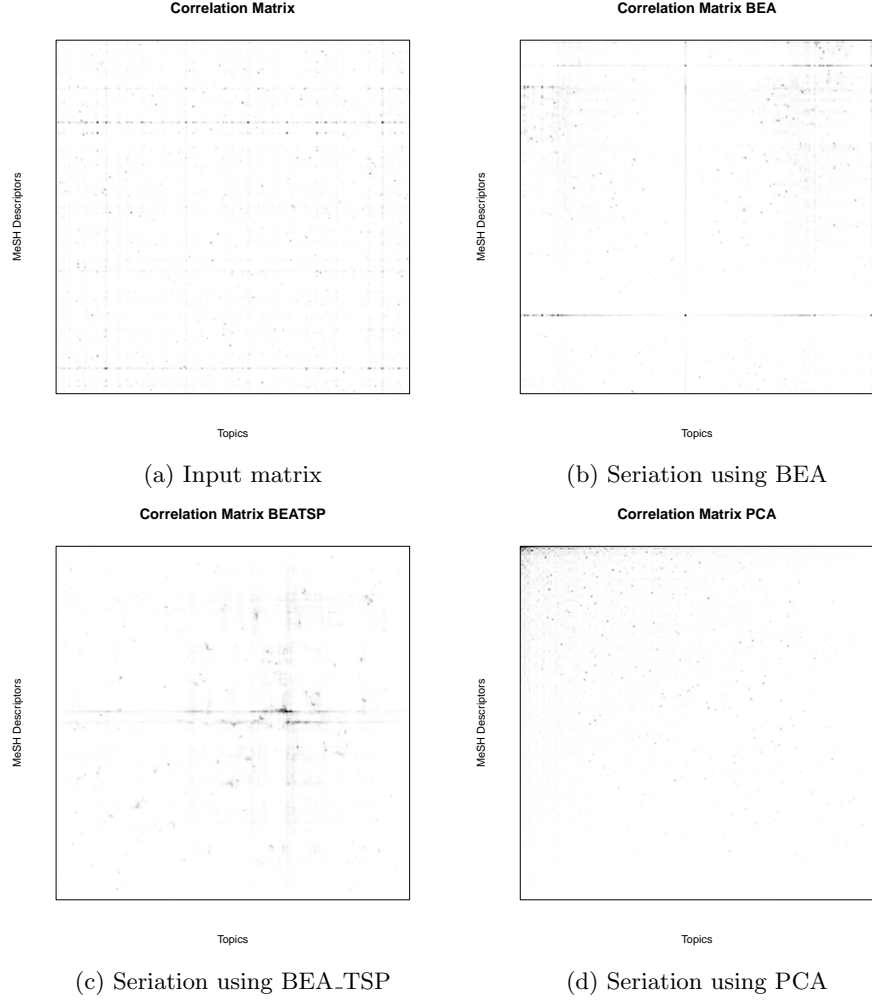 Correlation Matrix
MeSH Descriptors
Topics
(a) Input matrix
Correlation Matrix BEA
MeSH Descriptors
Topics
(b) Seriation using BEA
Correlation Matrix BEATSP
MeSH Descriptors
Topics
(c) Seriation using BEA_TSP
Correlation Matrix PCA
MeSH Descriptors
Topics
(d) Seriation using PCA